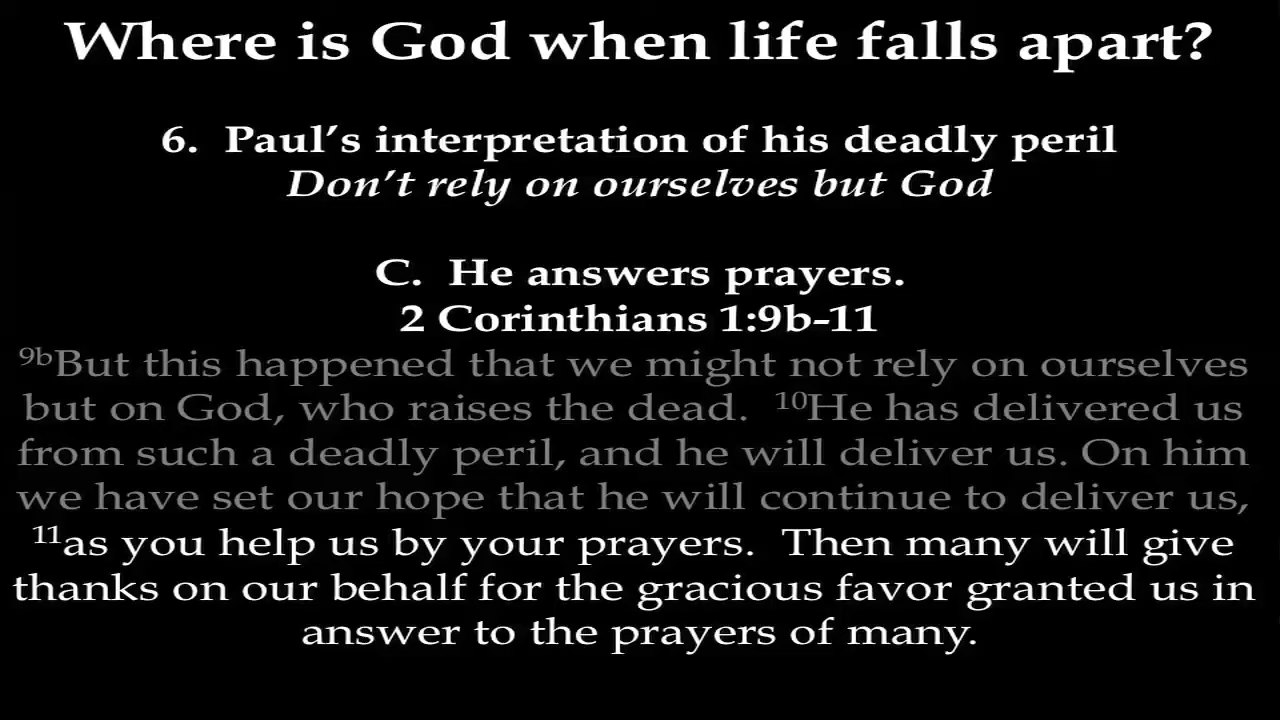 Where is God when life falls apart?
6. Paul's interpretation of his deadly peril
Don't rely on ourselves but God
C. He answers prayers.
2 Corinthians 1:9b-11
9bBut this happened that we might not rely on ourselves
but on God, who raises the dead. 10He has delivered us
from such a deadly peril, and he will deliver us. On him
we have set our hope that he will continue to deliver us,
11as you help us by your prayers. Then many will give
thanks on our behalf for the gracious favor granted us in
answer to the prayers of many.